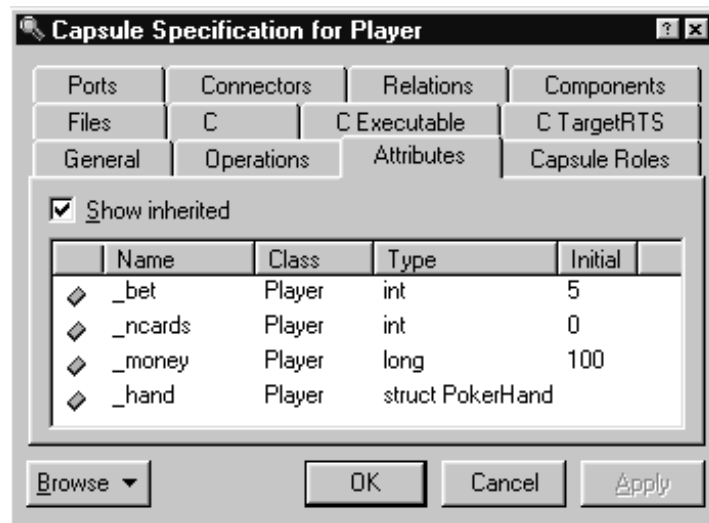 Capsule Specification for Player
Ports Connectors Relations Components
Files C C Executable C TargetRTS
General Operations Attributes Capsule Roles
Show inherited
Name Class Type Initial
_bet Player int 5
_ncards Player int 0
_money Player long 100
_hand Player struct PokerHand
Browse OK Cancel Apply